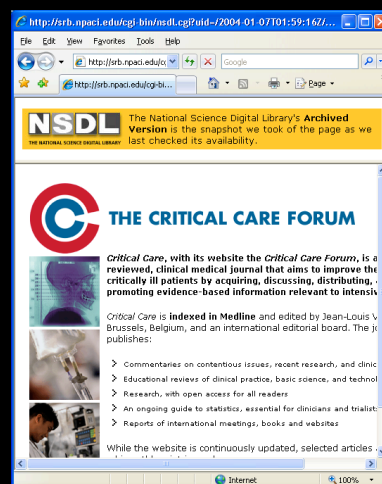 http://srb.npaci.edu/cgi-bin/nsdl.cgi?uid=/2004-01-07T01:59:16Z/...
File Edit View Favorites Tools Help
http://srb.npaci.edu/cg
Google
http://srb.npaci.edu/cgi-bi...
Page
NSDL
THE NATIONAL SCIENCE DIGITAL LIBRARY
The National Science Digital Library's Archived
Version is the snapshot we took of the page as we
last checked its availability.
THE CRITICAL CARE FORUM
Critical Care, with its website the Critical Care Forum, is a
reviewed, clinical medical journal that aims to improve the
critically ill patients by acquiring, discussing, distributing,
promoting evidence-based information relevant to intensiv
Critical Care is indexed in Medline and edited by Jean-Louis V
Brussels, Belgium, and an international editorial board. The jo
publishes:
> Commentaries on contentious issues, recent research, and clinic
> Educational reviews of clinical practice, basic science, and technol
> Research, with open access for all readers
> An ongoing guide to statistics, essential for clinicians and trialist
> Reports of international meetings, books and websites
While the website is continuously updated, selected articles
Internet
100%